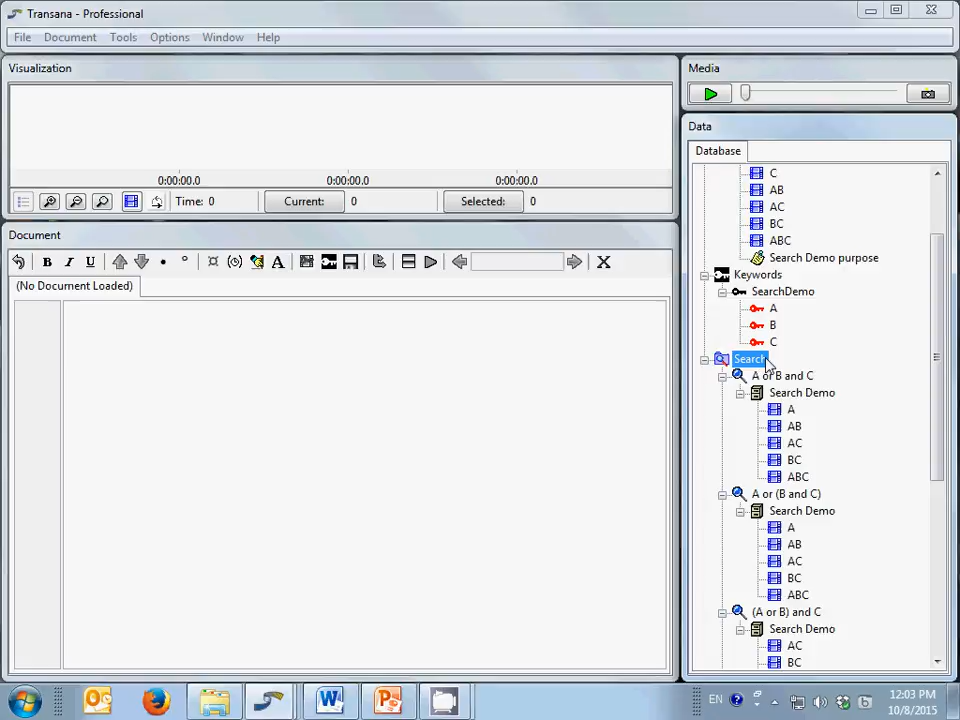 Transana - Professional
File Document Tools Options Window Help
Visualization
0:00:00.0 0:00:00.0 0:00:00.0
Time: 0 Current: 0 Selected: 0
Media
Data
Database
C
AB
AC
BC
ABC
Search Demo purpose
Keywords
SearchDemo
A
B
C
Search
A or B and C
Search Demo
A
AB
AC
BC
ABC
A or (B and C)
Search Demo
A
AB
AC
BC
ABC
(A or B) and C
Search Demo
AC
BC
Document
B I U A X
(No Document Loaded)
EN
12:03 PM
10/8/2015